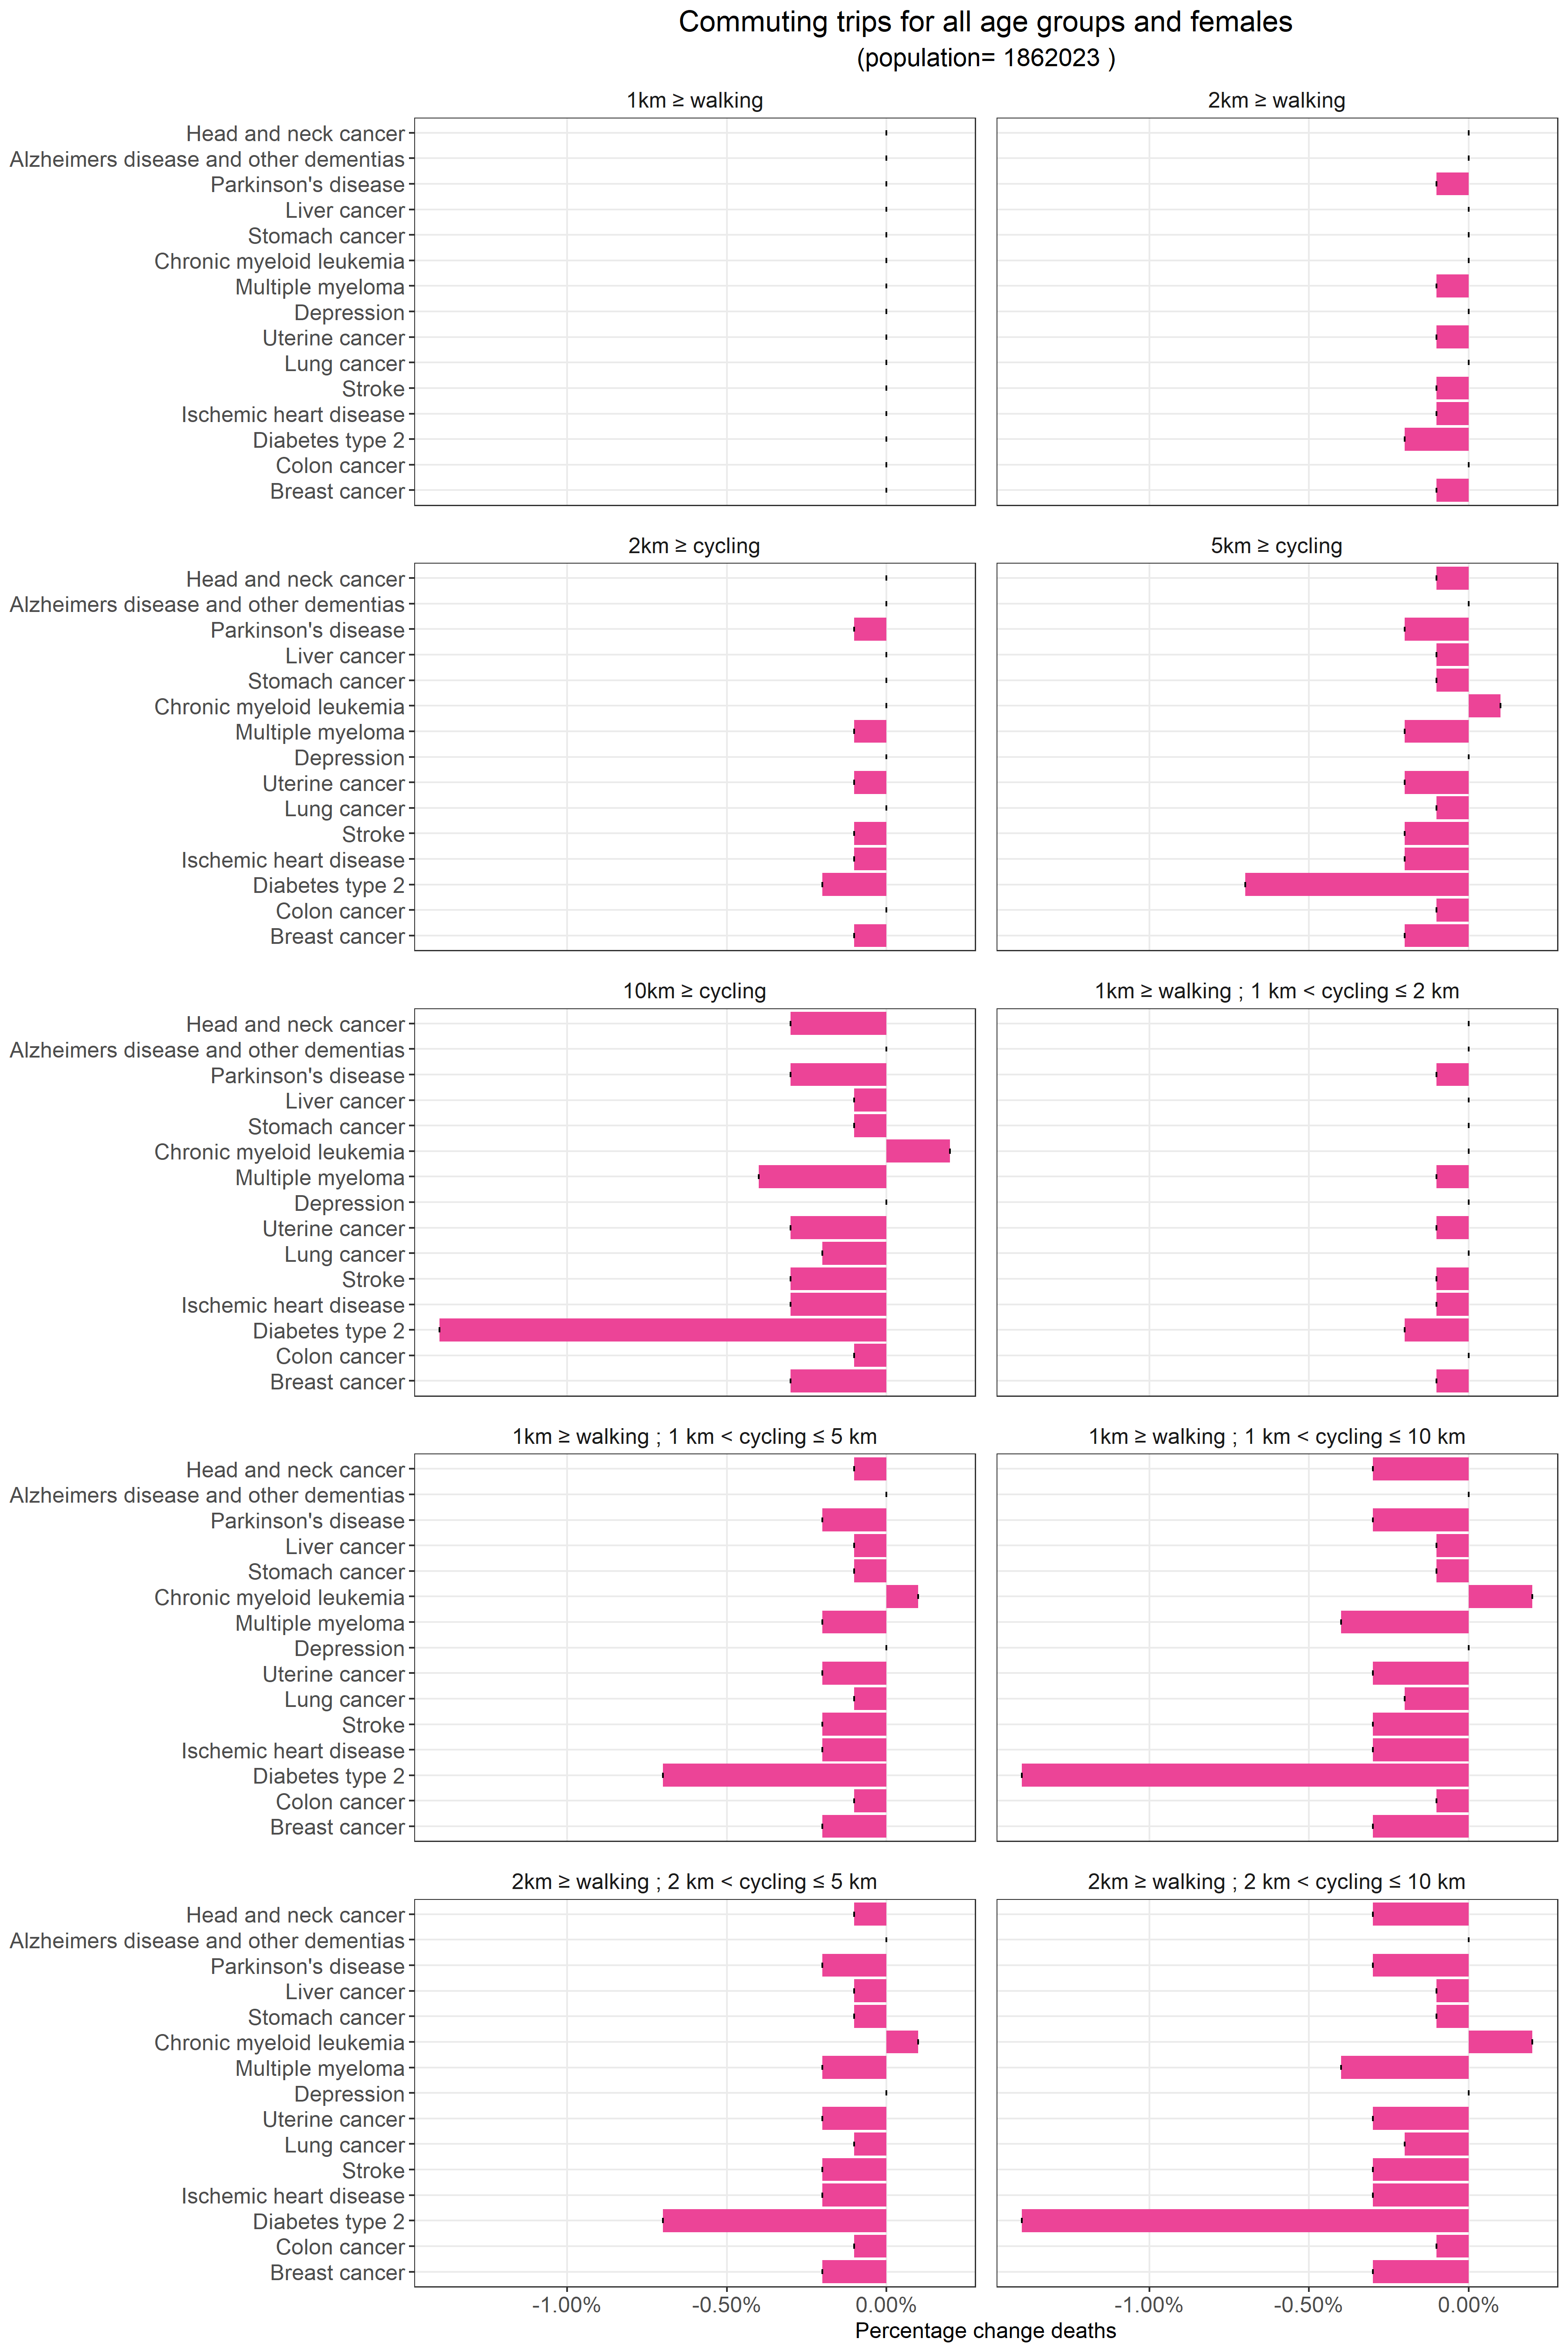 Commuting trips for all age groups and females
(population= 1862023 )
1km ≥ walking
2km ≥ walking
Head and neck cancer
Alzheimers disease and other dementias
Parkinson's disease
Liver cancer
Stomach cancer
Chronic myeloid leukemia
Multiple myeloma
Depression
Uterine cancer
Lung cancer
Stroke
Ischemic heart disease
Diabetes type 2
Colon cancer
Breast cancer
2km ≥ cycling
5km ≥ cycling
Head and neck cancer
Alzheimers disease and other dementias
Parkinson's disease
Liver cancer
Stomach cancer
Chronic myeloid leukemia
Multiple myeloma
Depression
Uterine cancer
Lung cancer
Stroke
Ischemic heart disease
Diabetes type 2
Colon cancer
Breast cancer
10km ≥ cycling
1km ≥ walking ; 1 km < cycling ≤ 2 km
Head and neck cancer
Alzheimers disease and other dementias
Parkinson's disease
Liver cancer
Stomach cancer
Chronic myeloid leukemia
Multiple myeloma
Depression
Uterine cancer
Lung cancer
Stroke
Ischemic heart disease
Diabetes type 2
Colon cancer
Breast cancer
1km ≥ walking ; 1 km < cycling ≤ 5 km
1km ≥ walking ; 1 km < cycling ≤ 10 km
Head and neck cancer
Alzheimers disease and other dementias
Parkinson's disease
Liver cancer
Stomach cancer
Chronic myeloid leukemia
Multiple myeloma
Depression
Uterine cancer
Lung cancer
Stroke
Ischemic heart disease
Diabetes type 2
Colon cancer
Breast cancer
2km ≥ walking ; 2 km < cycling ≤ 5 km
2km ≥ walking ; 2 km < cycling ≤ 10 km
Head and neck cancer
Alzheimers disease and other dementias
Parkinson's disease
Liver cancer
Stomach cancer
Chronic myeloid leukemia
Multiple myeloma
Depression
Uterine cancer
Lung cancer
Stroke
Ischemic heart disease
Diabetes type 2
Colon cancer
Breast cancer
-1.00% -0.50% 0.00% -1.00% -0.50% 0.00%
Percentage change deaths